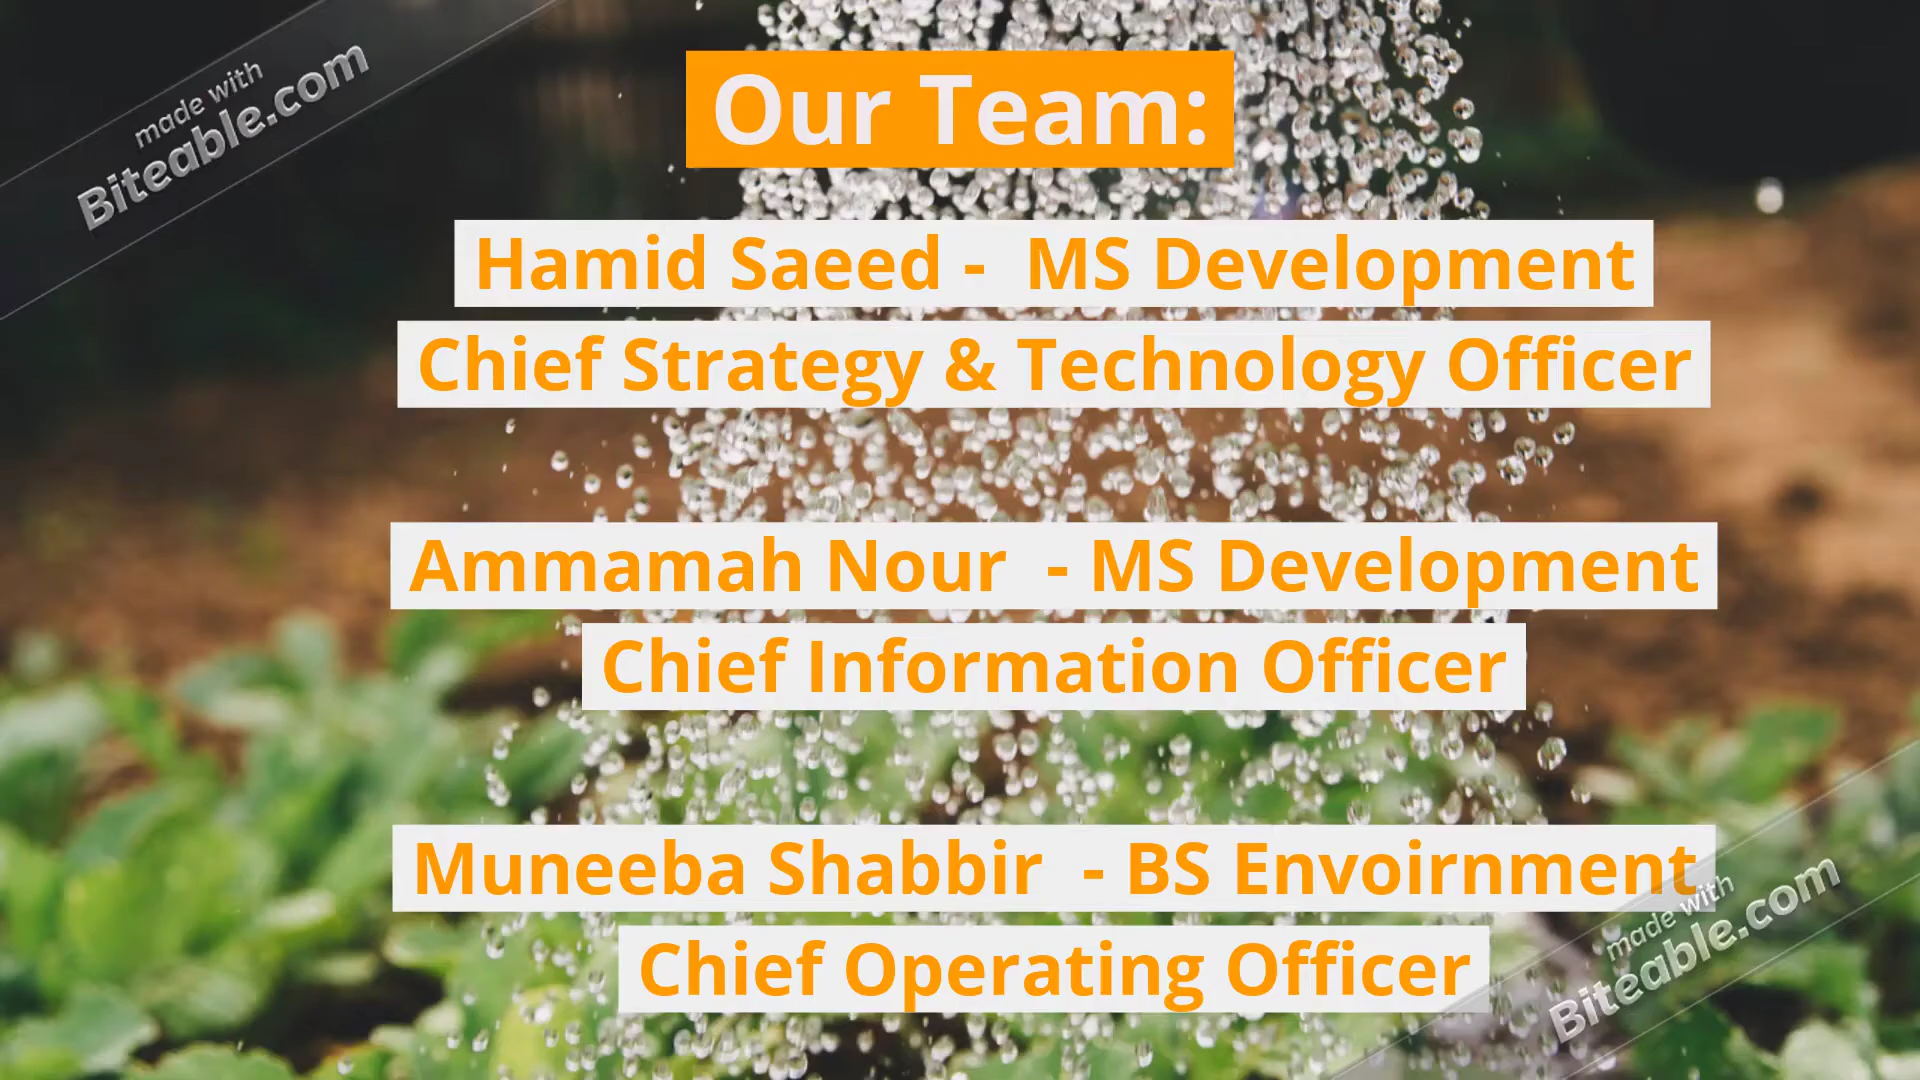 made with
Biteable.com
Our Team:
Hamid Saeed - MS Development
Chief Strategy & Technology Officer
Ammamah Nour - MS Development
Chief Information Officer
Muneeba Shabbir - BS Envoirnment
Chief Operating Officer
made with
Biteable.com